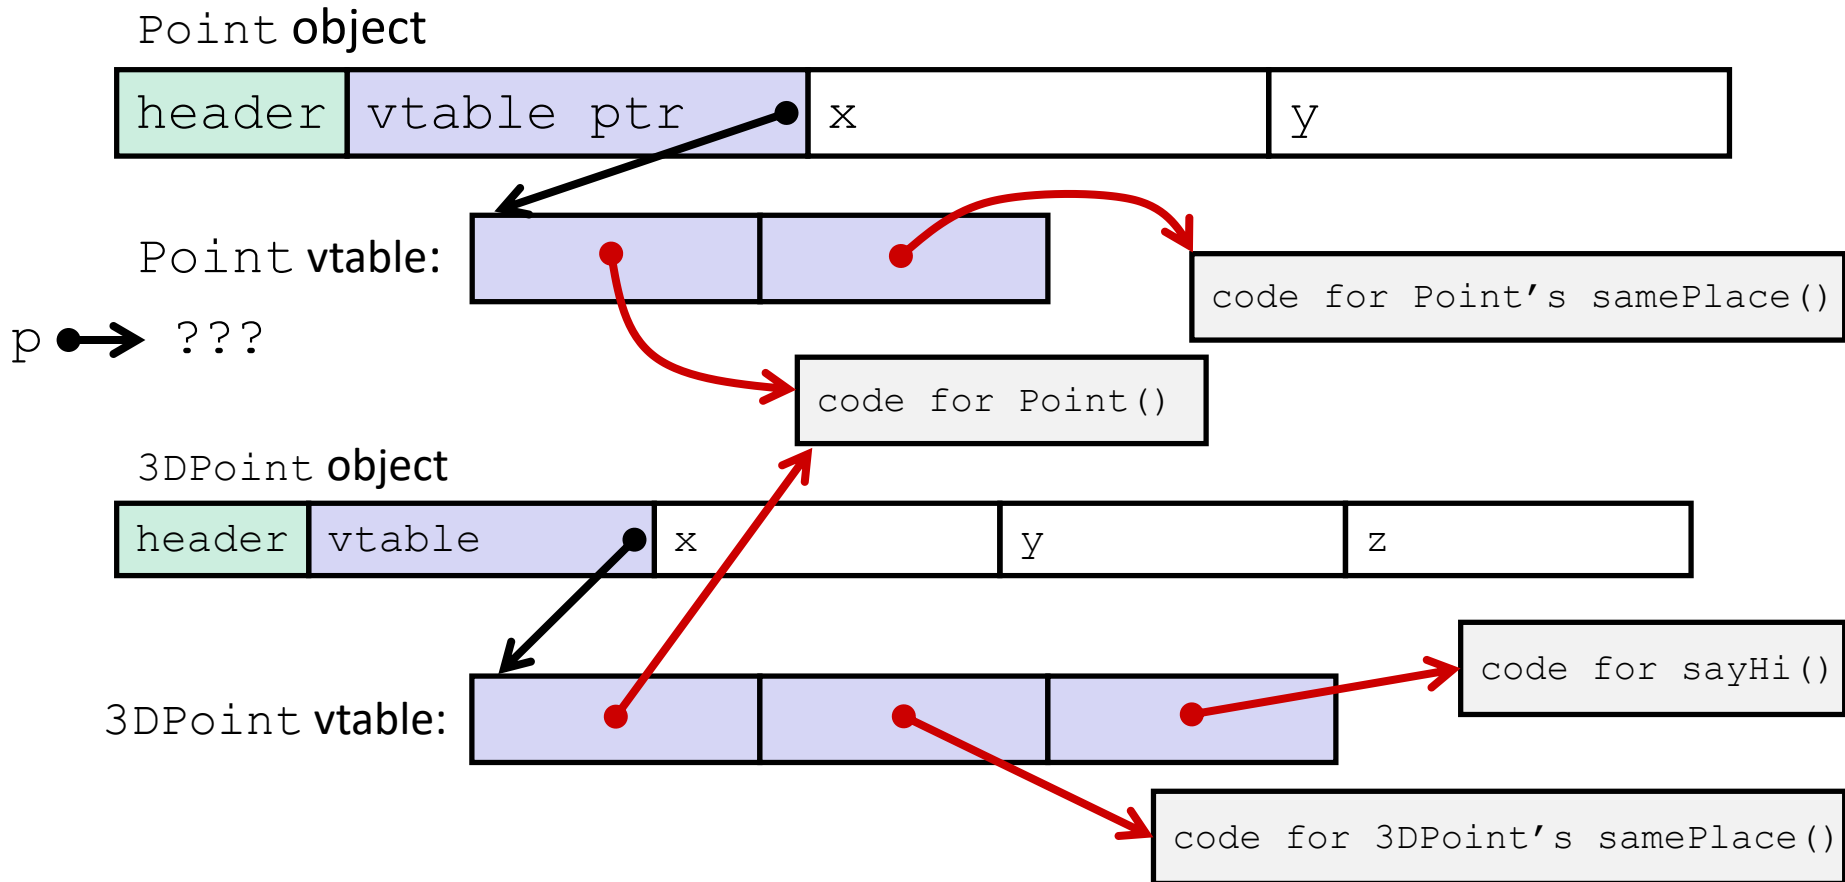 Point object
header vtable ptr x y
Point vtable:
code for Point’s samePlace()
p ???
code for Point()
3DPoint object
header vtable x y z
code for sayHi()
3DPoint vtable:
code for 3DPoint’s samePlace()